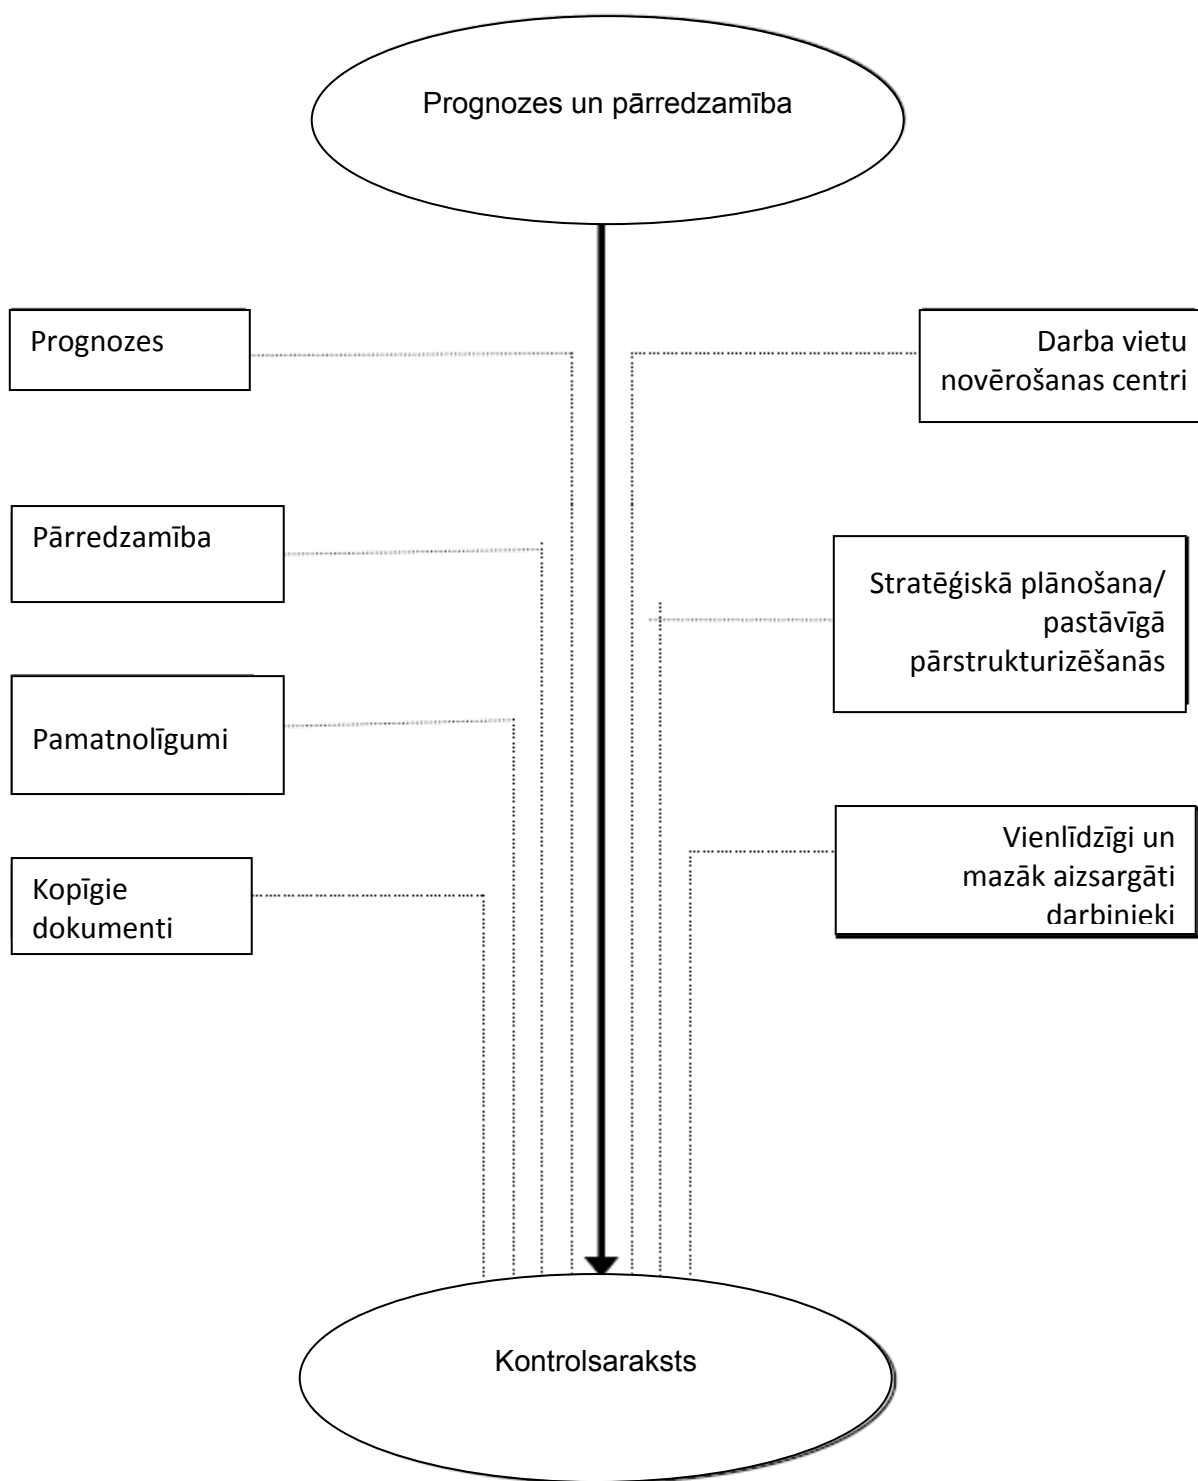 Prognozes un pārredzamība
Prognozes
Darba vietu
novērošanas centri
Pārredzamība
Stratēģiskā plānošana/
pastāvīgā
pārstrukturizēšanās
Pamatnolīgumi
Vienlīdzīgi un
mazāk aizsargāti
darbinieki
Kopīgie
dokumenti
Kontrolsaraksts